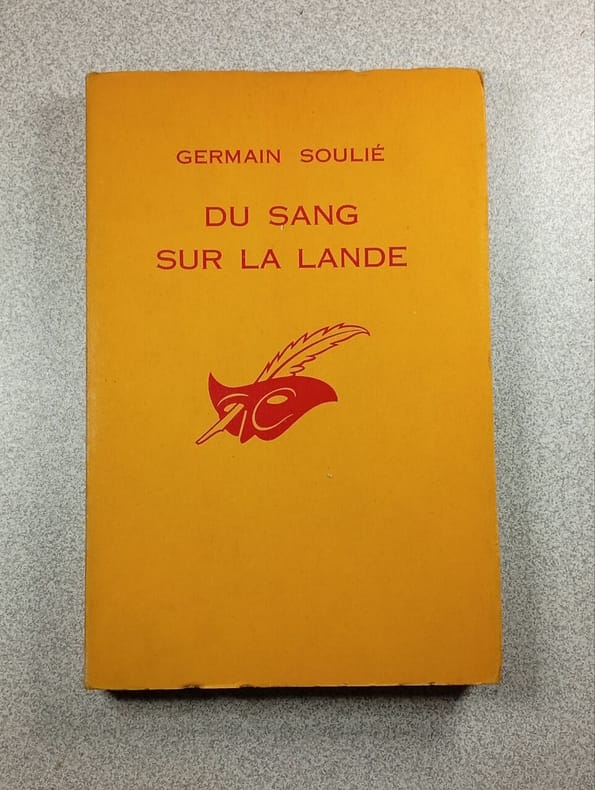 GERMAIN SOULIÉ
DU SANG
SUR LA LANDE